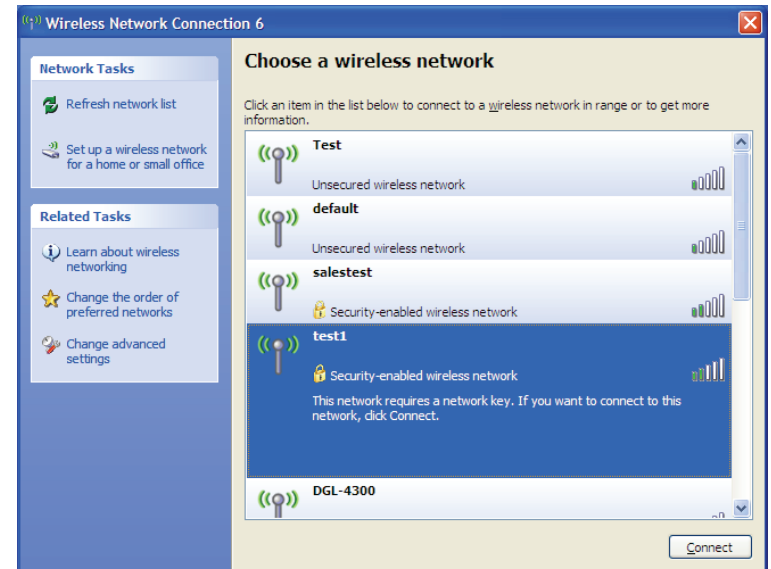 Wireless Network Connection 6
Network Tasks
Refresh network list
Set up a wireless network
for a home or small office
Related Tasks
Learn about wireless
networking
Change the order of
preferred networks
Change advanced
settings
Choose a wireless network
Click an item in the list below to connect to a wireless network in range or to get more
information.
Test
Unsecured wireless network
default
Unsecured wireless network
salestest
Security-enabled wireless network
test1
Security-enabled wireless network
This network requires a network key. If you want to connect to this
network, click Connect.
DGL-4300
Connect